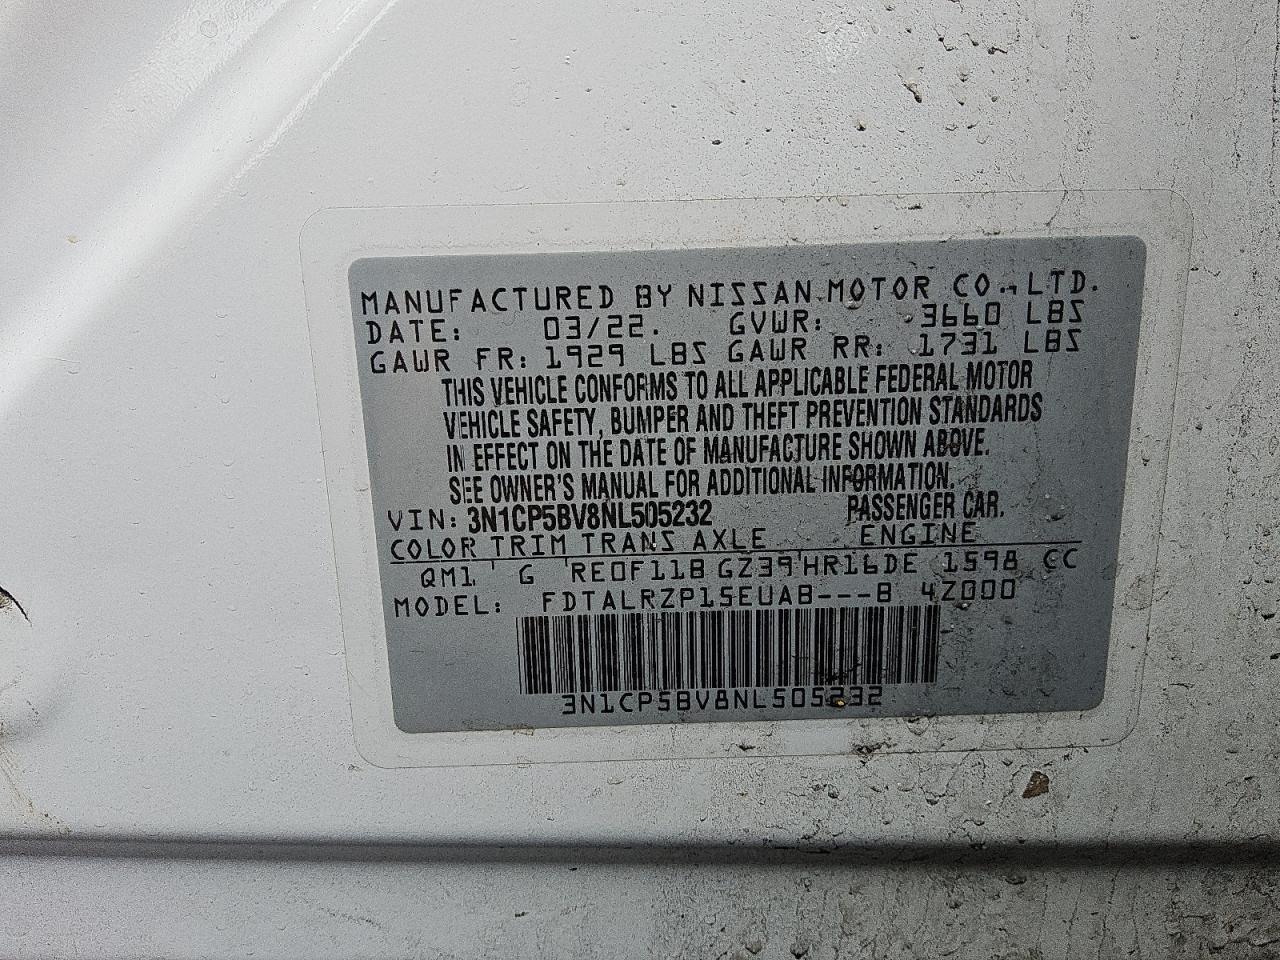 MANUFACTURED BY NISSAN MOTOR CO., LTD.
DATE: 03/22. GVWR: 3660 LBS
GAWR FR: 1929 LBS GAWR RR: 1731 LBS
THIS VEHICLE CONFORMS TO ALL APPLICABLE FEDERAL MOTOR
VEHICLE SAFETY, BUMPER AND THEFT PREVENTION STANDARDS
IN EFFECT ON THE DATE OF MANUFACTURE SHOWN ABOVE.
SEE OWNER'S MANUAL FOR ADDITIONAL INFORMATION.
VIN: 3N1CP5BV8NL505232 PASSENGER CAR.
COLOR TRIM TRANS AXLE ENGINE
QM1 ' G 'RE0F11B GZ39'HR16DE 1598 CC
MODEL: FDTALRZP15EUAB---B 4Z000
3N1CP5BV8NL505232